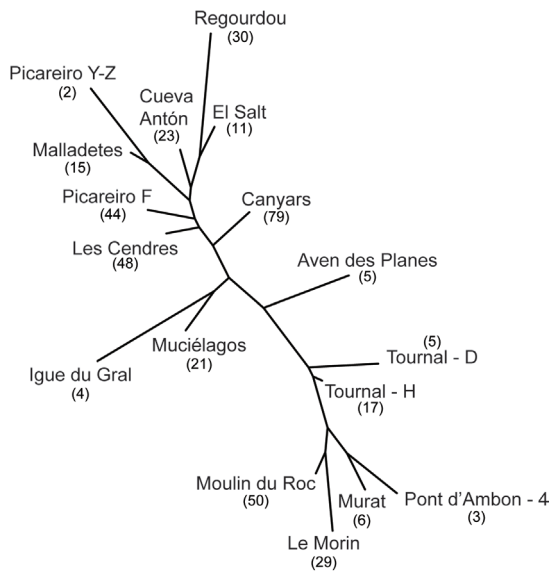 Regourdou
(30)
Picareiro Y-Z
(2)
Cueva
Antón
(23)
El Salt
(11)
Malladetes
(15)
Picareiro F
(44)
Canyars
(79)
Les Cendres
(48)
Aven des Planes
(5)
Muciélagos
(21)
(5)
Tournal - D
Igue du Gral
(4)
Tournal - H
(17)
Moulin du Roc
(50)
Murat
(6)
Pont d'Ambon - 4
(3)
Le Morin
(29)